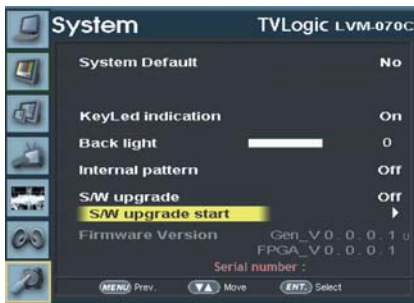 System TVLogic LVM-070C
System Default No
KeyLed indication On
Back light 0
Internal pattern Off
S/W upgrade Off
S/W upgrade start
Firmware Version Gen_V 0 . 0 . 0 . 1 u
FPGA_V 0 . 0 . 0 . 1
Serial number :
MENU Prev. ▼▲ Move ENT. Select